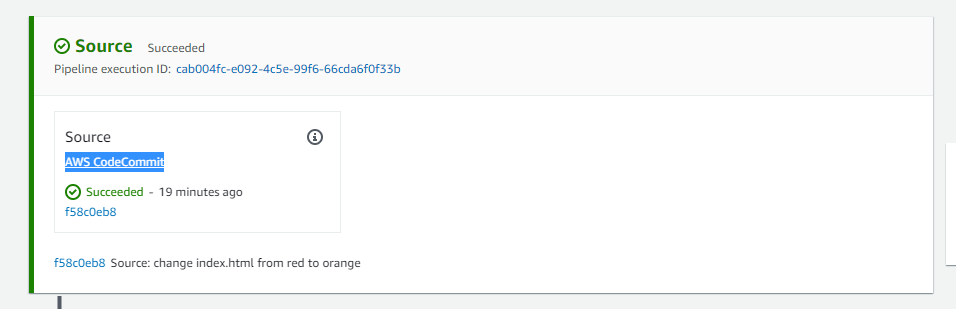 Source Succeeded
Pipeline execution ID: cab004fc-e092-4c5e-99f6-66cda6f0f33b
Source
AWS CodeCommit
Succeeded - 19 minutes ago
f58c0eb8
f58c0eb8 Source: change index.html from red to orange